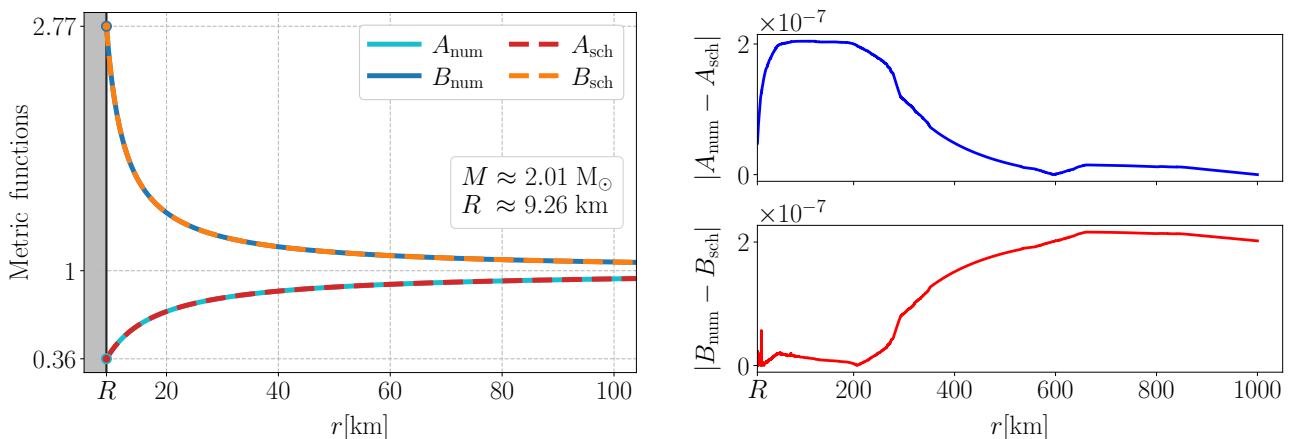 2.77
1
0.36
Metric functions
A_num
B_num
A_sch
B_sch
M ≈ 2.01 M_⊙
R ≈ 9.26 km
R 20 40 60 80 100
r[km]
×10⁻⁷
2
0
|A_num − A_sch|
×10⁻⁷
2
0
|B_num − B_sch|
R 200 400 600 800 1000
r[km]